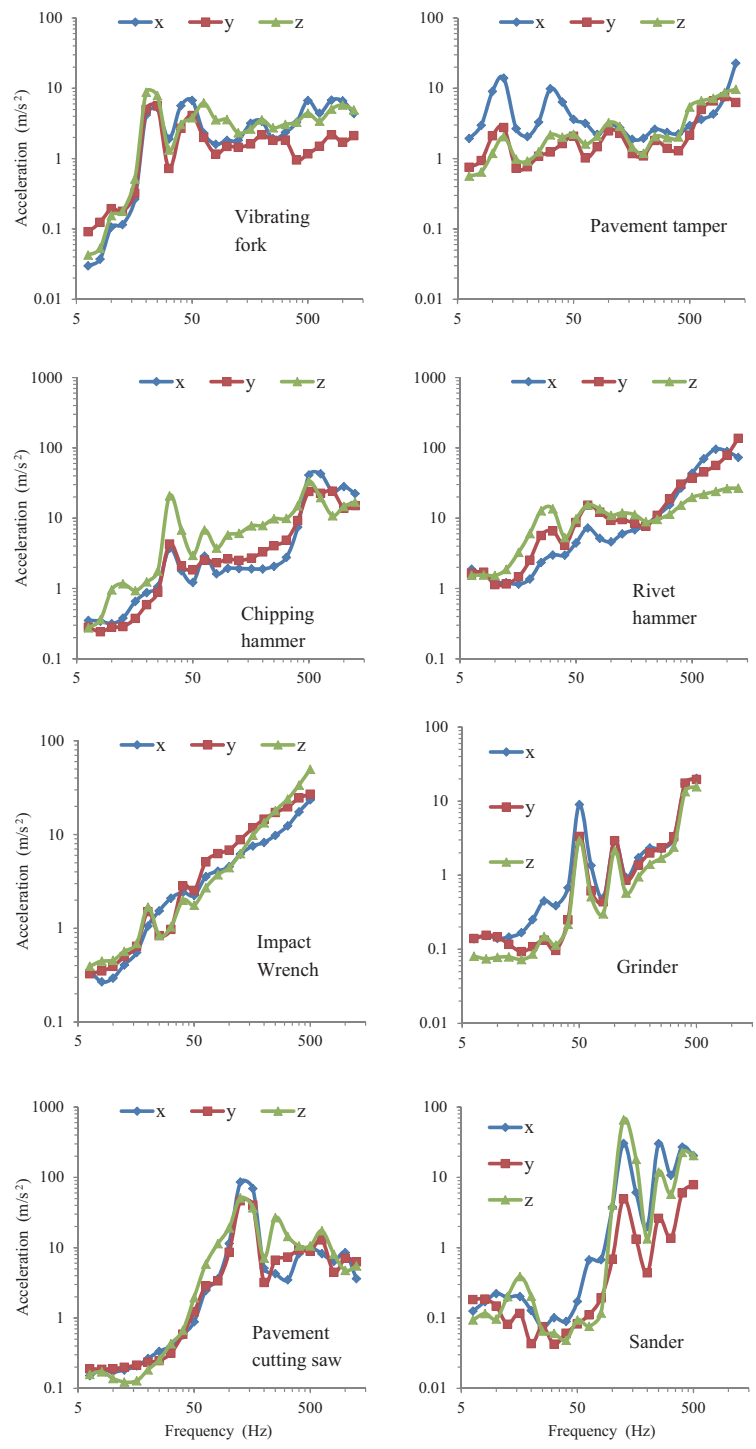 x y z
Acceleration (m/s²)
100
10
1
0.1
0.01
5 50 500
Vibrating
fork
x y z
100
10
1
0.1
0.01
5 50 500
Pavement tamper
x y z
Acceleration (m/s²)
1000
100
10
1
0.1
5 50 500
Chipping
hammer
x y z
1000
100
10
1
0.1
5 50 500
Rivet
hammer
x y z
Acceleration (m/s²)
100
10
1
0.1
5 50 500
Impact
Wrench
x
y
z
100
10
1
0.1
0.01
5 50 500
Grinder
x y z
Acceleration (m/s²)
1000
100
10
1
0.1
5 50 500
Pavement
cutting saw
Frequency (Hz)
x
y
z
100
10
1
0.1
0.01
5 50 500
Sander
Frequency (Hz)